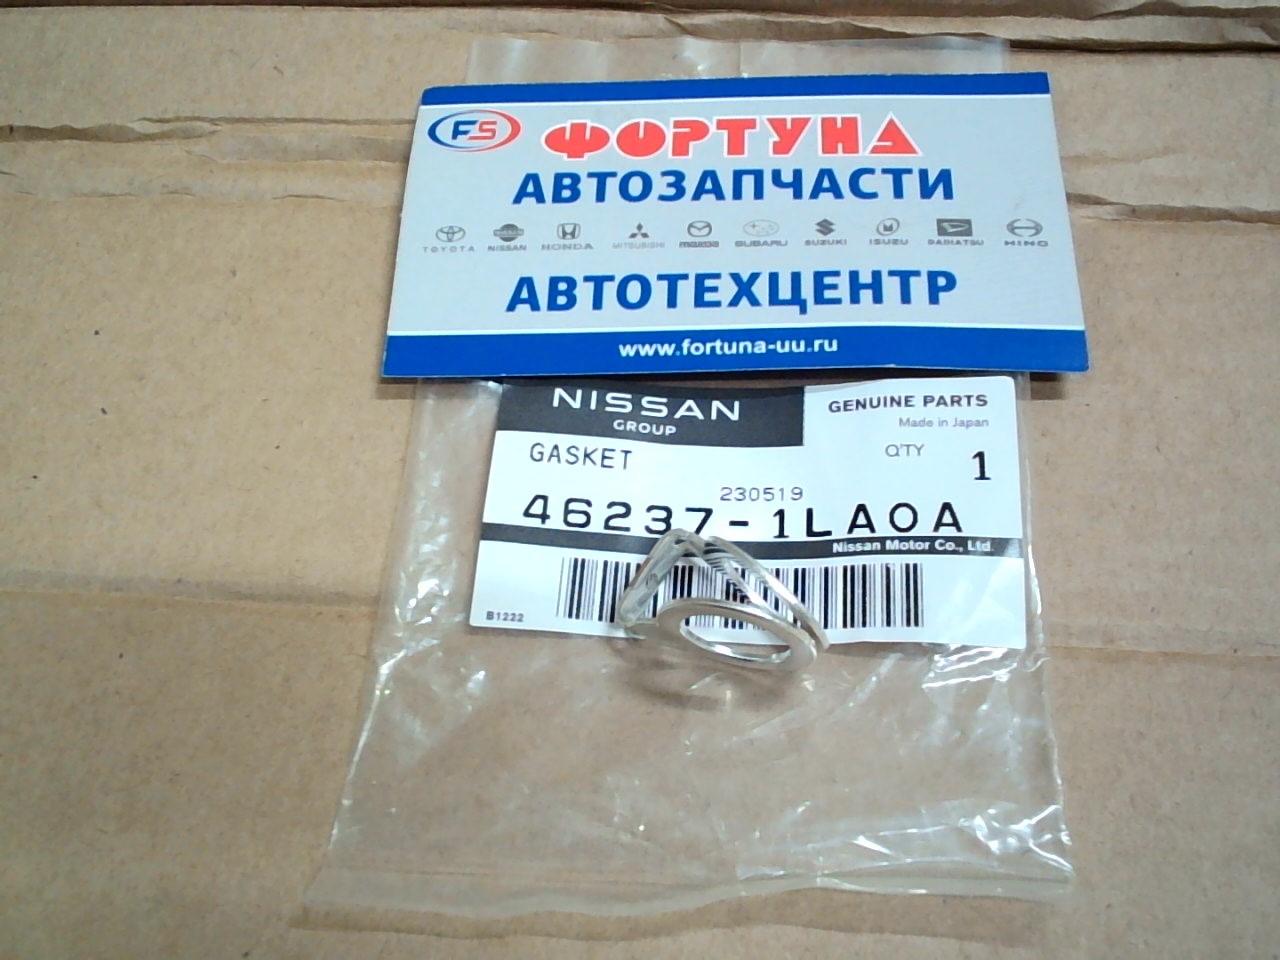 FS ФОРТУНА
АВТОЗАПЧАСТИ
TOYOTA NISSAN HONDA MITSUBISHI mazda SUBARU SUZUKI ISUZU DAIHATSU HINO
АВТОТЕХЦЕНТР
www.fortuna-uu.ru
NISSAN
GROUP
GENUINE PARTS
Made in Japan
GASKET
Q'TY 1
230519
46237-1LA0A
Nissan Motor Co., Ltd.
B1222